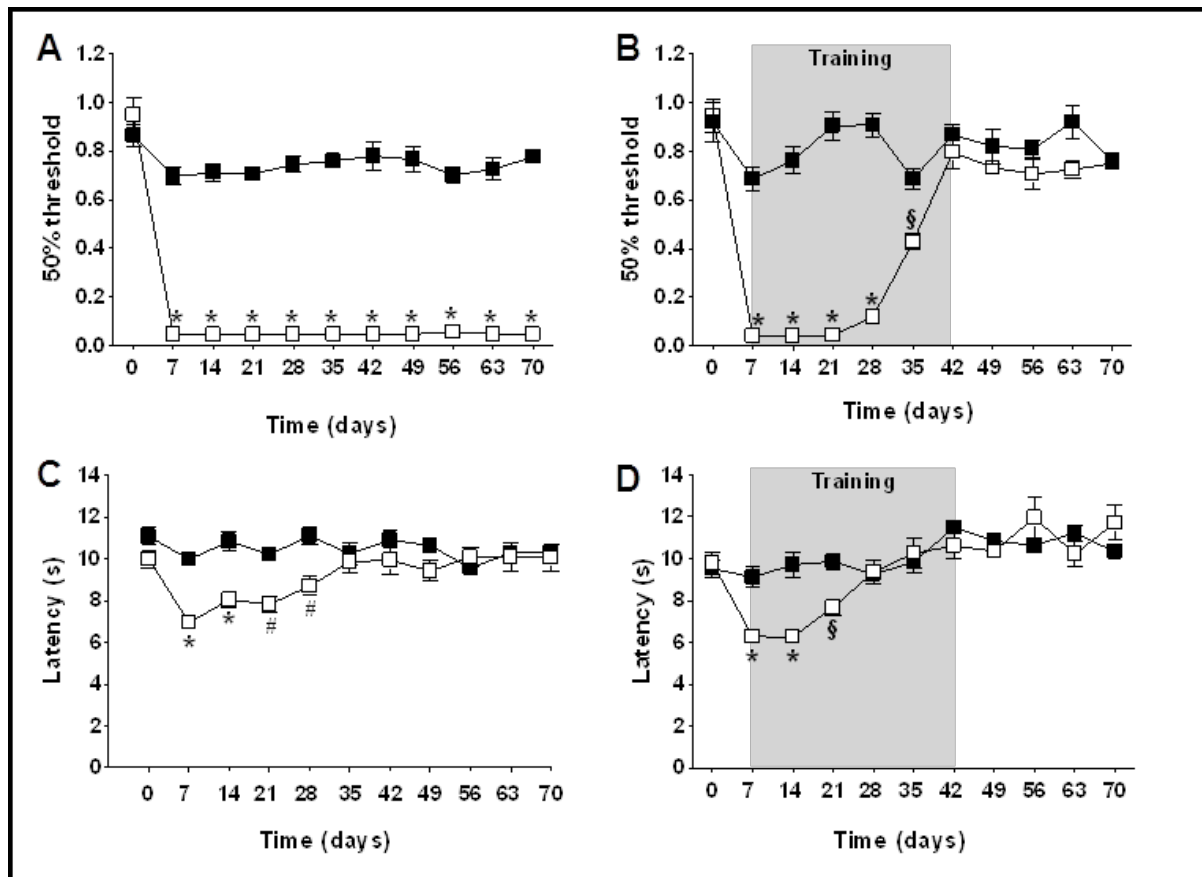 A
50% threshold
1.2
1.0
0.8
0.6
0.4
0.2
0.0
* * * * * * * * * *
0 7 14 21 28 35 42 49 56 63 70
Time (days)
B
Training
50% threshold
1.2
1.0
0.8
0.6
0.4
0.2
0.0
* * * * §
0 7 14 21 28 35 42 49 56 63 70
Time (days)
C
Latency (s)
14
12
10
8
6
4
2
0
* * # #
0 7 14 21 28 35 42 49 56 63 70
Time (days)
D
Training
Latency (s)
14
12
10
8
6
4
2
0
* * §
0 7 14 21 28 35 42 49 56 63 70
Time (days)